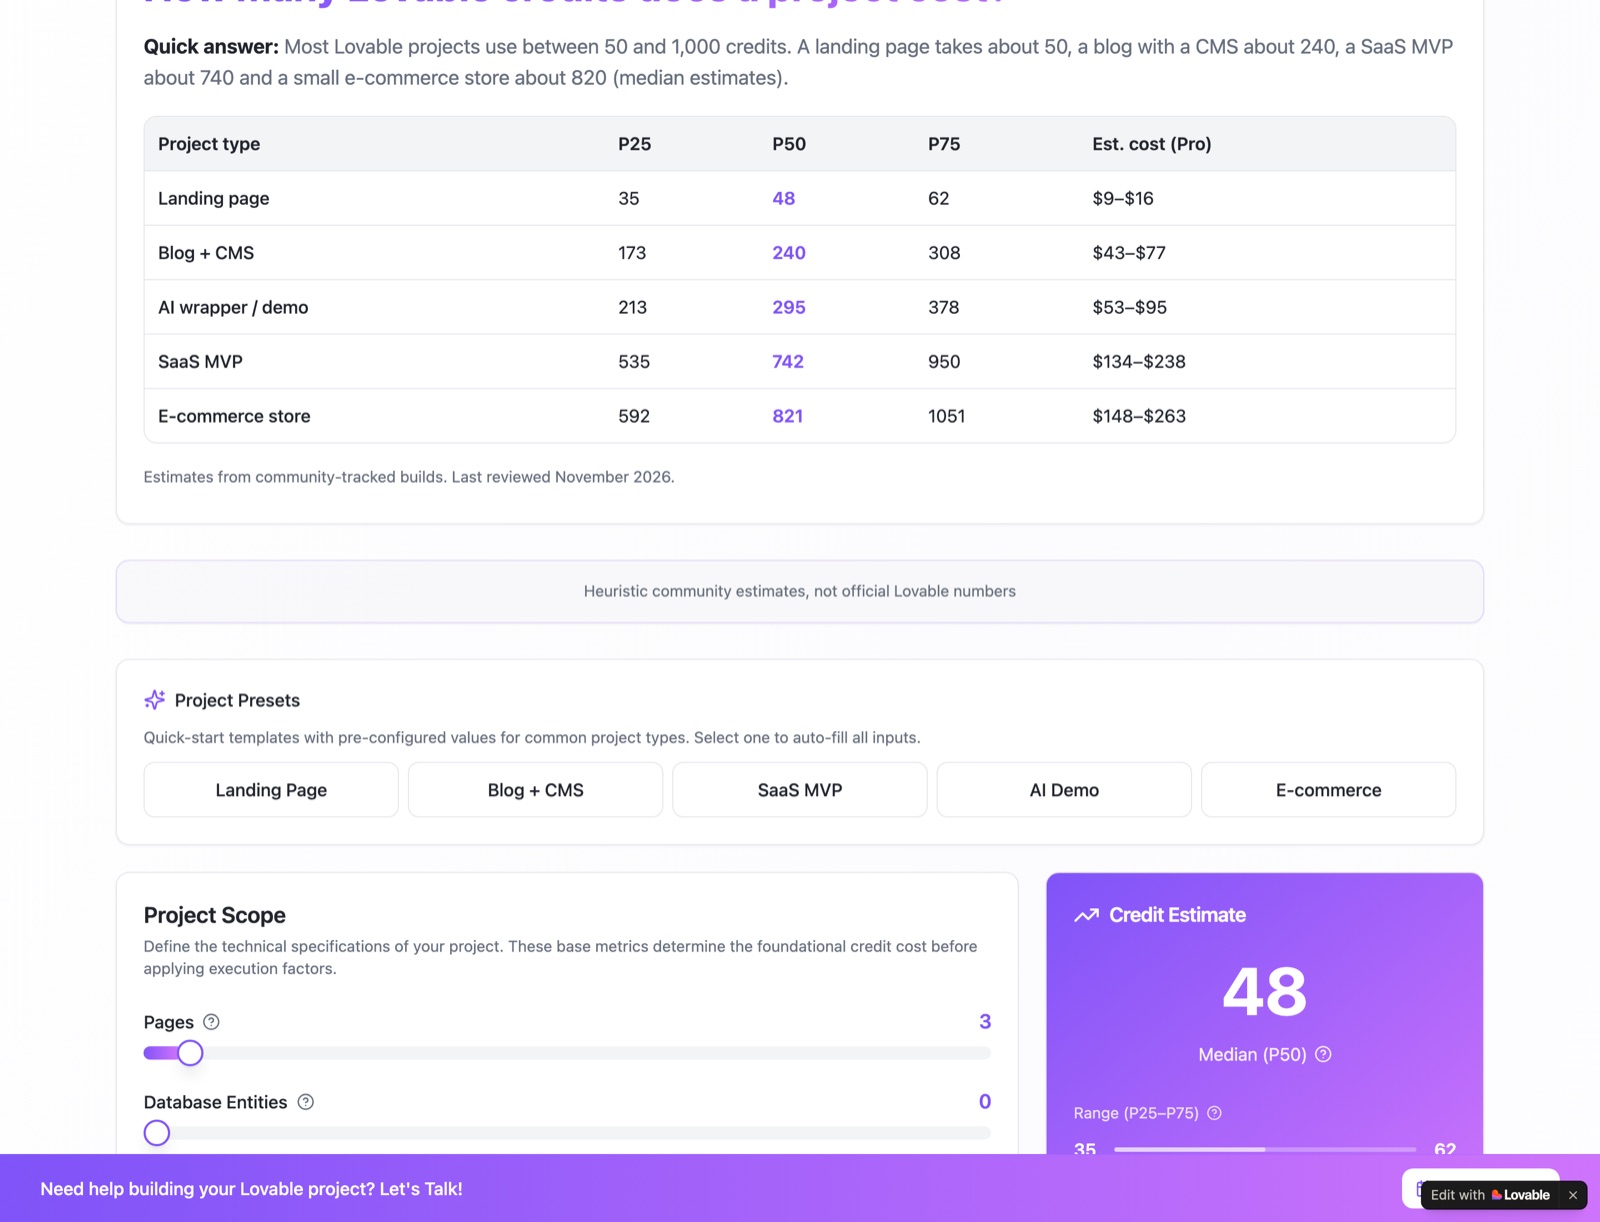 How many Lovable credits does a project cost?
Quick answer: Most Lovable projects use between 50 and 1,000 credits. A landing page takes about 50, a blog with a CMS about 240, a SaaS MVP
about 740 and a small e-commerce store about 820 (median estimates).
Project type P25 P50 P75 Est. cost (Pro)
Landing page 35 48 62 $9–$16
Blog + CMS 173 240 308 $43–$77
AI wrapper / demo 213 295 378 $53–$95
SaaS MVP 535 742 950 $134–$238
E-commerce store 592 821 1051 $148–$263
Estimates from community-tracked builds. Last reviewed November 2026.
Heuristic community estimates, not official Lovable numbers
Project Presets
Quick-start templates with pre-configured values for common project types. Select one to auto-fill all inputs.
Landing Page Blog + CMS SaaS MVP AI Demo E-commerce
Project Scope
Define the technical specifications of your project. These base metrics determine the foundational credit cost before
applying execution factors.
Pages 3
Database Entities 0
Credit Estimate
48
Median (P50)
Range (P25–P75)
35 62
Need help building your Lovable project? Let's Talk!
Edit with Lovable